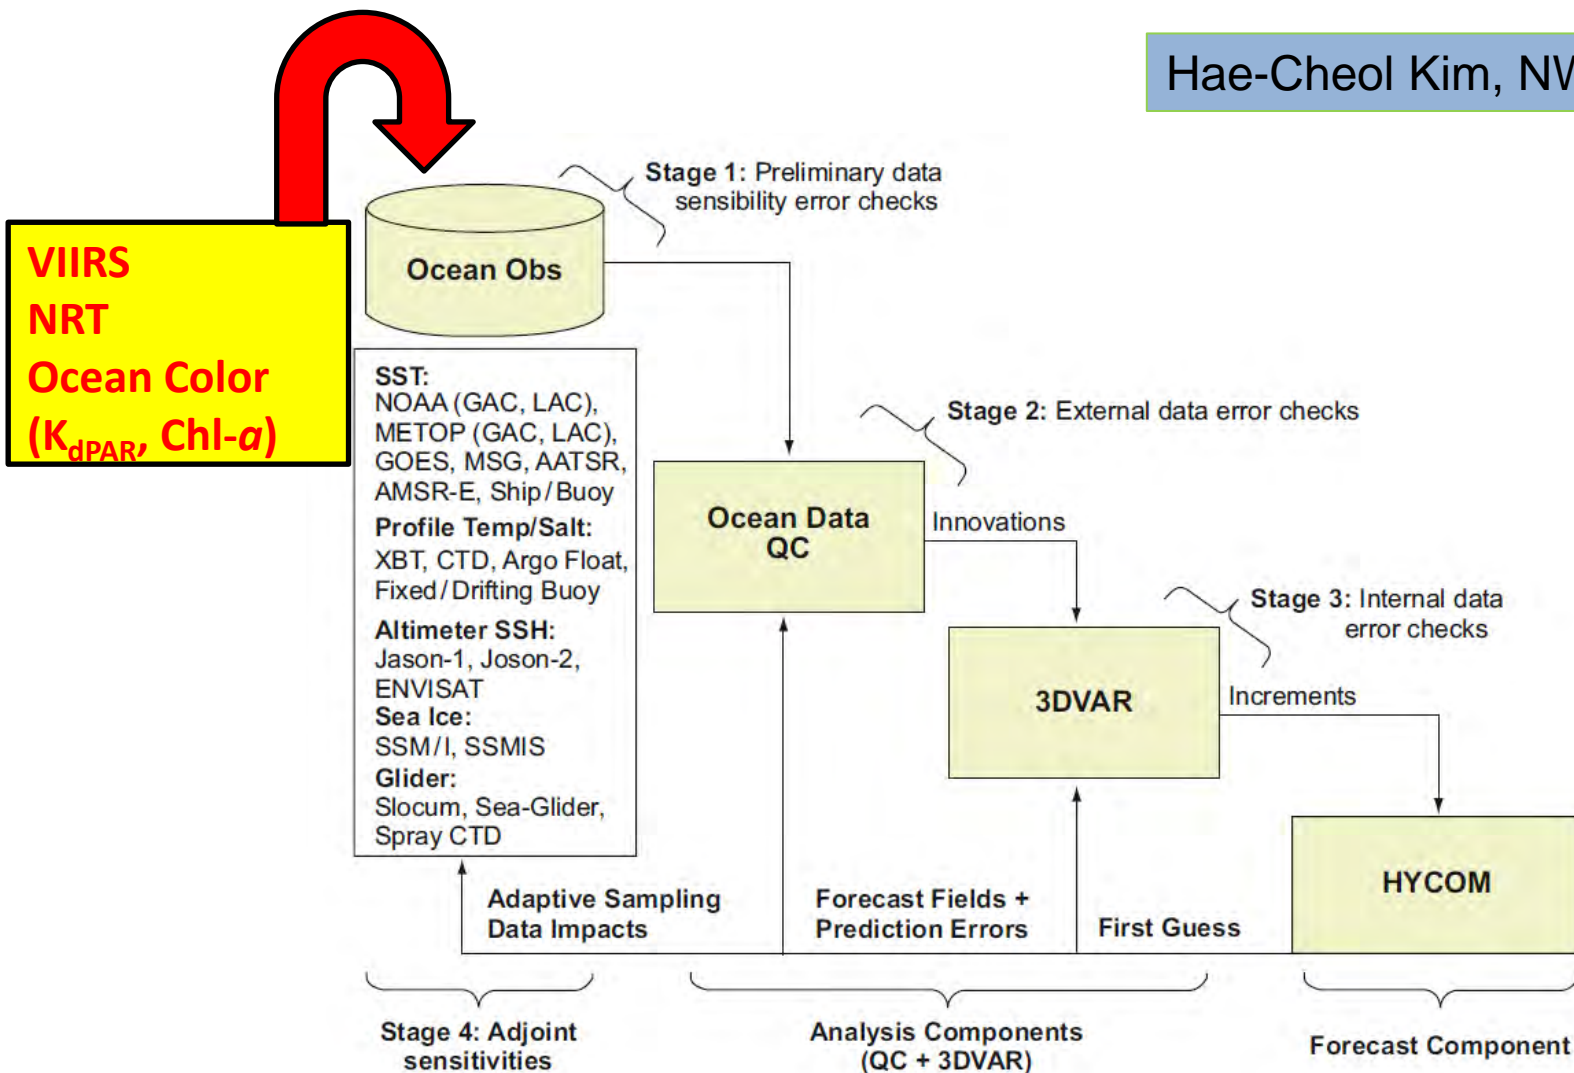 Hae-Cheol Kim, NW
VIIRS
NRT
Ocean Color
(KdPAR, Chl-a)
Stage 1: Preliminary data
sensibility error checks
Ocean Obs
SST:
NOAA (GAC, LAC),
METOP (GAC, LAC),
GOES, MSG, AATSR,
AMSR-E, Ship/Buoy
Profile Temp/Salt:
XBT, CTD, Argo Float,
Fixed/Drifting Buoy
Altimeter SSH:
Jason-1, Joson-2,
ENVISAT
Sea Ice:
SSM/I, SSMIS
Glider:
Slocum, Sea-Glider,
Spray CTD
Stage 2: External data error checks
Ocean Data
QC
Innovations
Stage 3: Internal data
error checks
3DVAR
Increments
HYCOM
Adaptive Sampling
Data Impacts
Forecast Fields +
Prediction Errors
First Guess
Stage 4: Adjoint
sensitivities
Analysis Components
(QC + 3DVAR)
Forecast Component